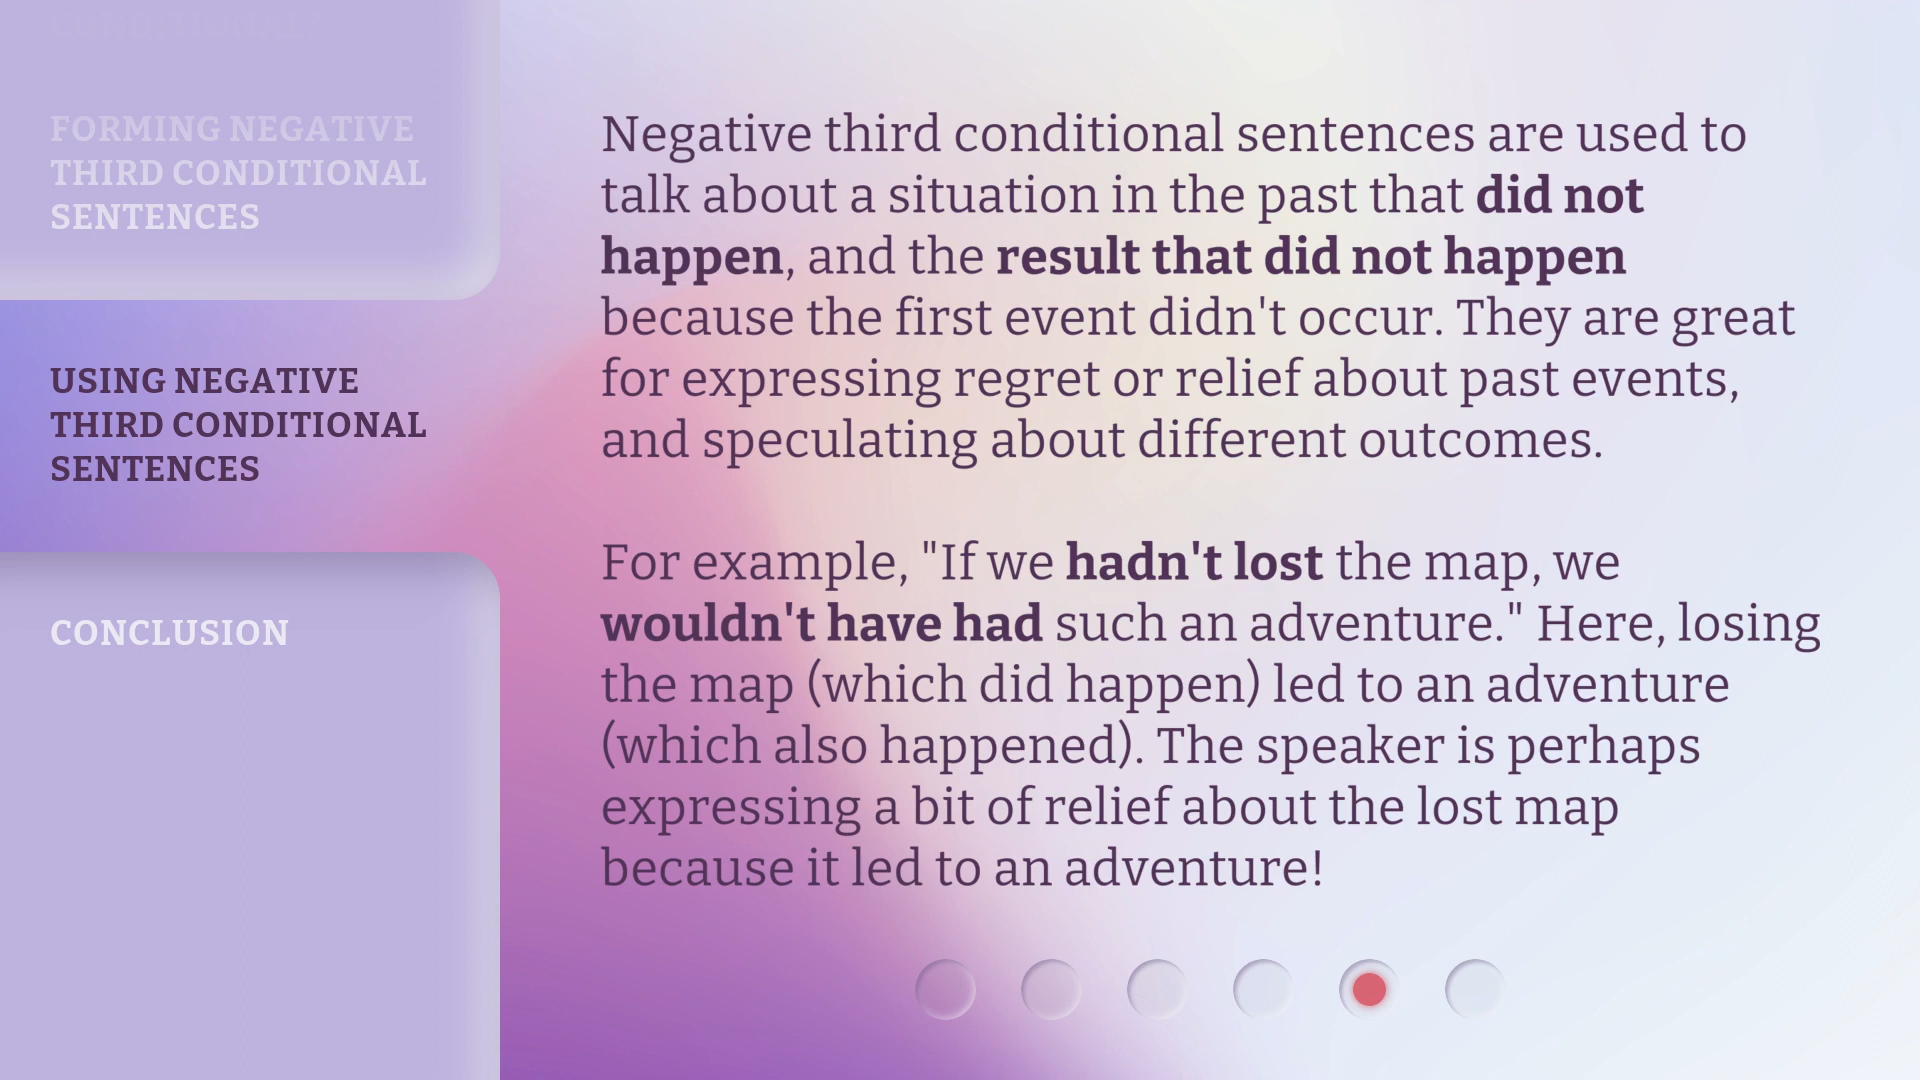 CONDITIONAL?
FORMING NEGATIVE
THIRD CONDITIONAL
SENTENCES
USING NEGATIVE
THIRD CONDITIONAL
SENTENCES
CONCLUSION
Negative third conditional sentences are used to
talk about a situation in the past that did not
happen, and the result that did not happen
because the first event didn't occur. They are great
for expressing regret or relief about past events,
and speculating about different outcomes.
For example, "If we hadn't lost the map, we
wouldn't have had such an adventure." Here, losing
the map (which did happen) led to an adventure
(which also happened). The speaker is perhaps
expressing a bit of relief about the lost map
because it led to an adventure!